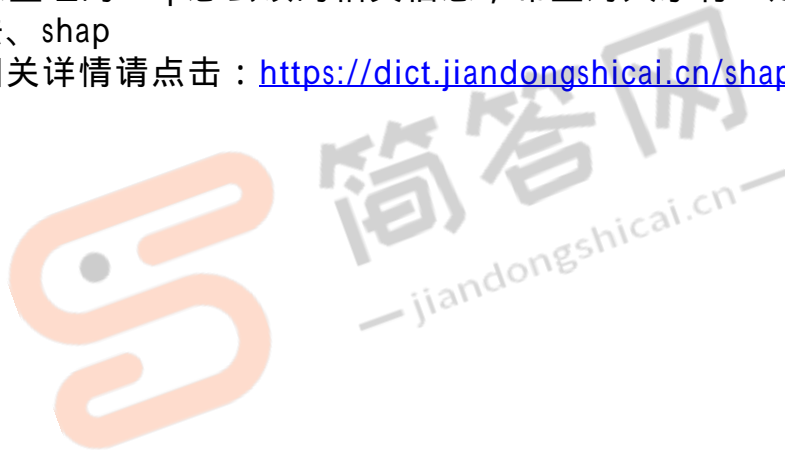 、shap
关详情请点击：https://dict.jiandongshicai.cn/shap
简答网
jiandongshicai.cn